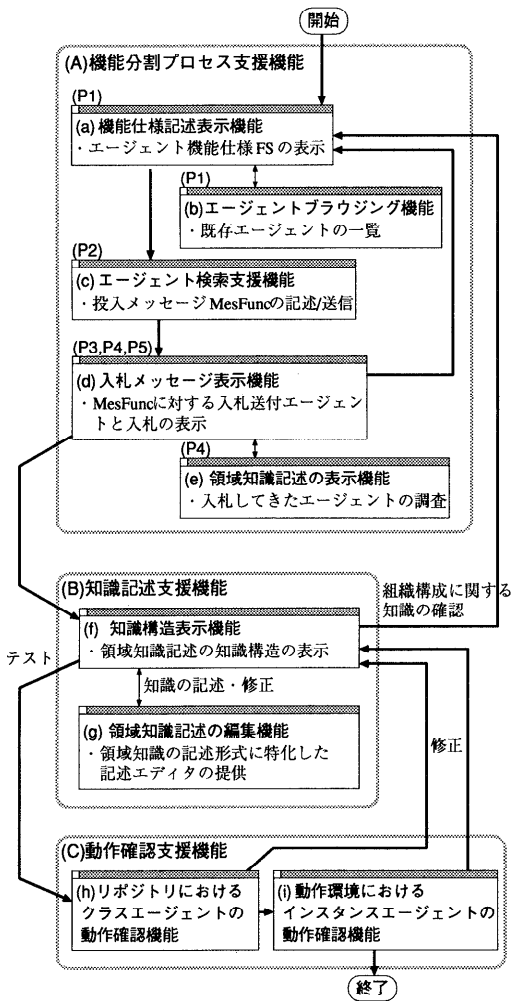 開始
(A)機能分割プロセス支援機能
(P1)
(a) 機能仕様記述表示機能
・エージェント機能仕様 FS の表示
(P1)
(b)エージェントブラウジング機能
・既存エージェントの一覧
(P2)
(c) エージェント検索支援機能
・投入メッセージ MesFuncの記述/送信
(P3,P4,P5)
(d) 入札メッセージ表示機能
・MesFuncに対する入札送付エージェン
トと入札の表示
(P4)
(e) 領域知識記述の表示機能
・入札してきたエージェントの調査
(B)知識記述支援機能
組織構成に関する
知識の確認
(f) 知識構造表示機能
・領域知識記述の知識構造の表示
テスト
知識の記述・修正
(g) 領域知識記述の編集機能
・領域知識の記述形式に特化した
記述エディタの提供
修正
(C)動作確認支援機能
(h)リポジトリにおける
クラスエージェントの
動作確認機能
(i) 動作環境における
インスタンスエージェントの
動作確認機能
終了